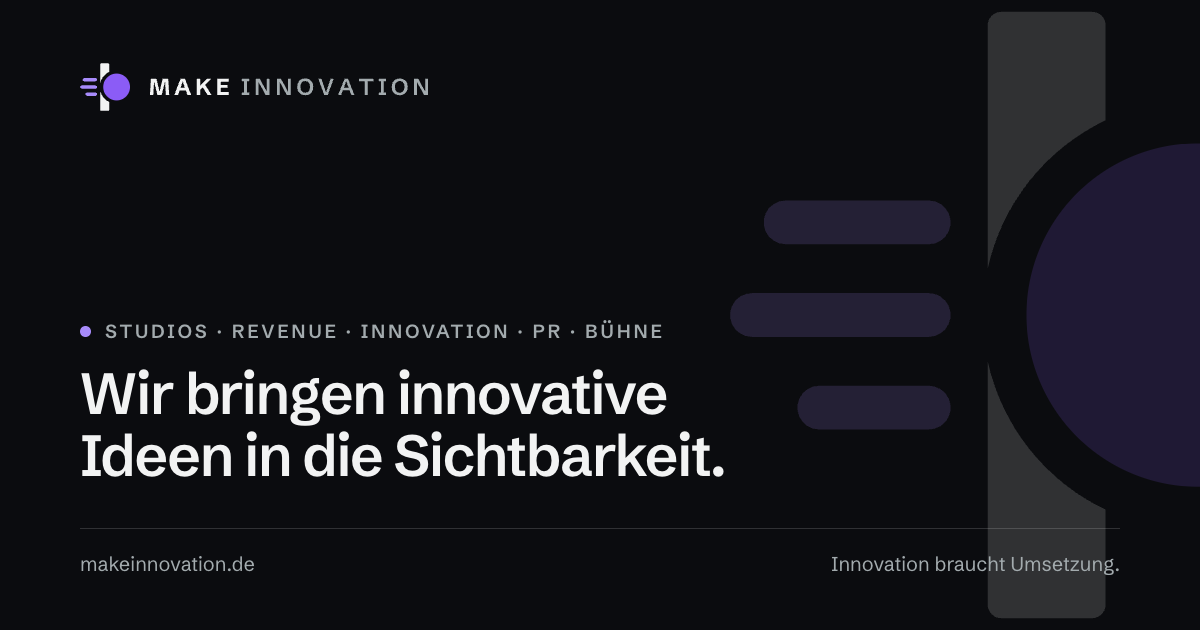 MAKE INNOVATION
STUDIOS · REVENUE · INNOVATION · PR · BÜHNE
Wir bringen innovative
Ideen in die Sichtbarkeit.
makeinnovation.de
Innovation braucht Umsetzung.